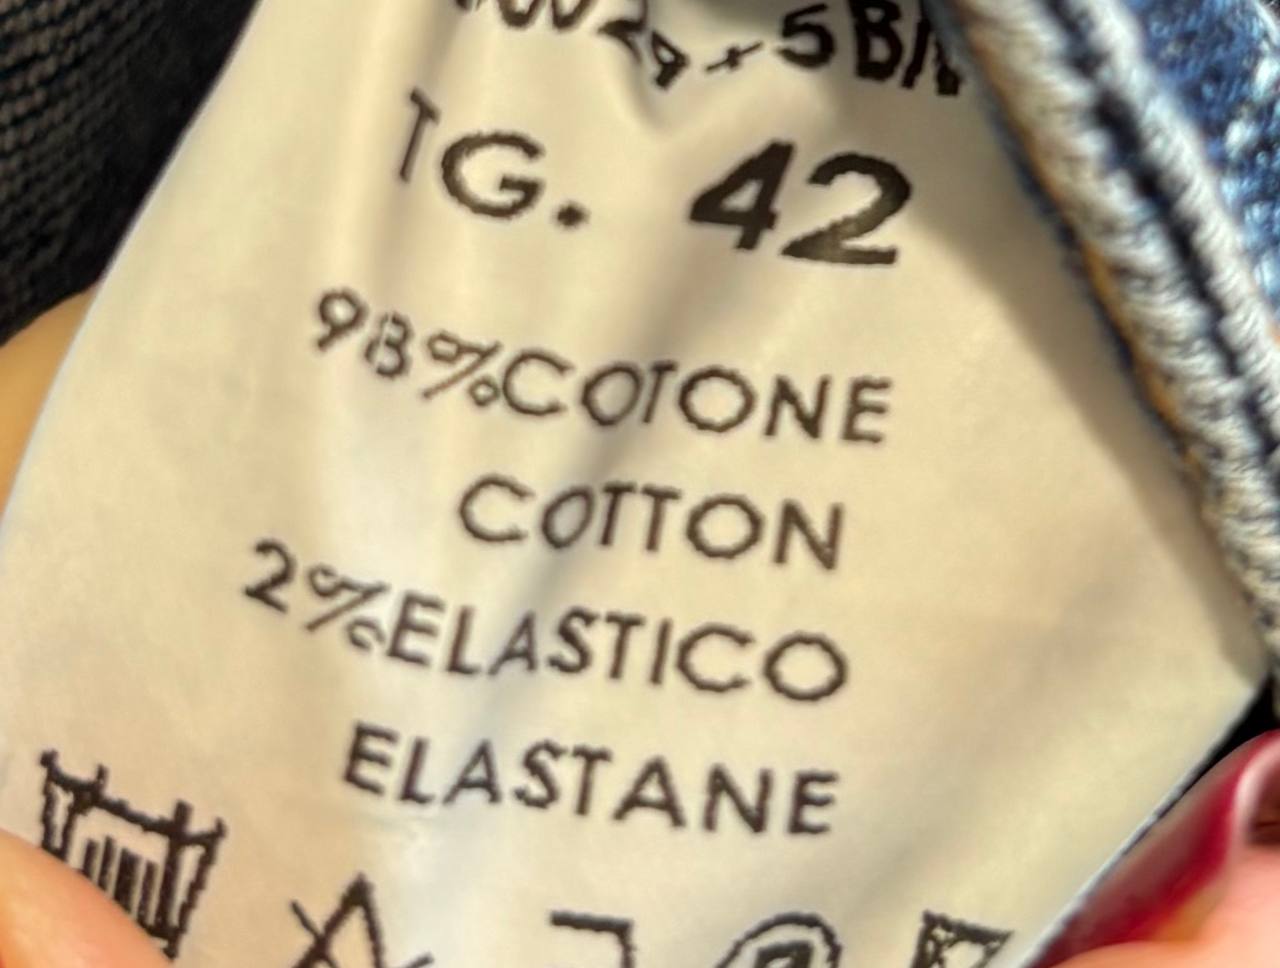 TG. 42
98%COTONE
COTTON
2%ELASTICO
ELASTANE